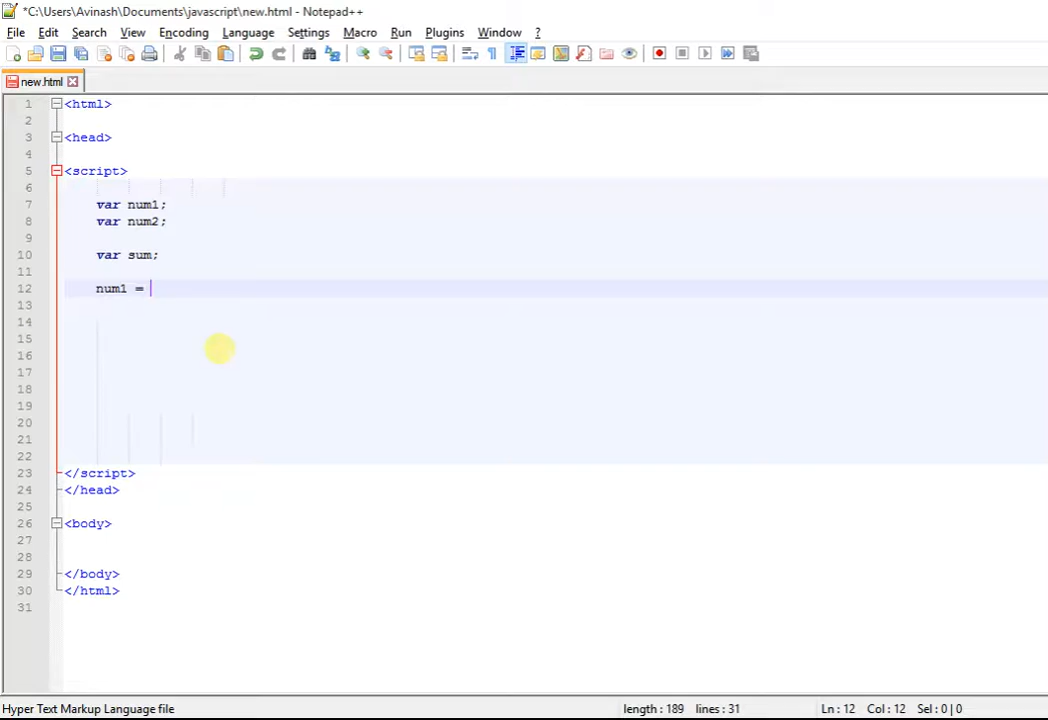 *C:\Users\Avinash\Documents\javascript\new.html - Notepad++
File Edit Search View Encoding Language Settings Macro Run Plugins Window ?
new.html
1 <html>
2
3 <head>
4
5 <script>
6
7 var num1;
8 var num2;
9
10 var sum;
11
12 num1 =
13
14
15
16
17
18
19
20
21
22
23 </script>
24 </head>
25
26 <body>
27
28
29 </body>
30 </html>
31
Hyper Text Markup Language file length : 189 lines : 31 Ln : 12 Col : 12 Sel : 0 | 0